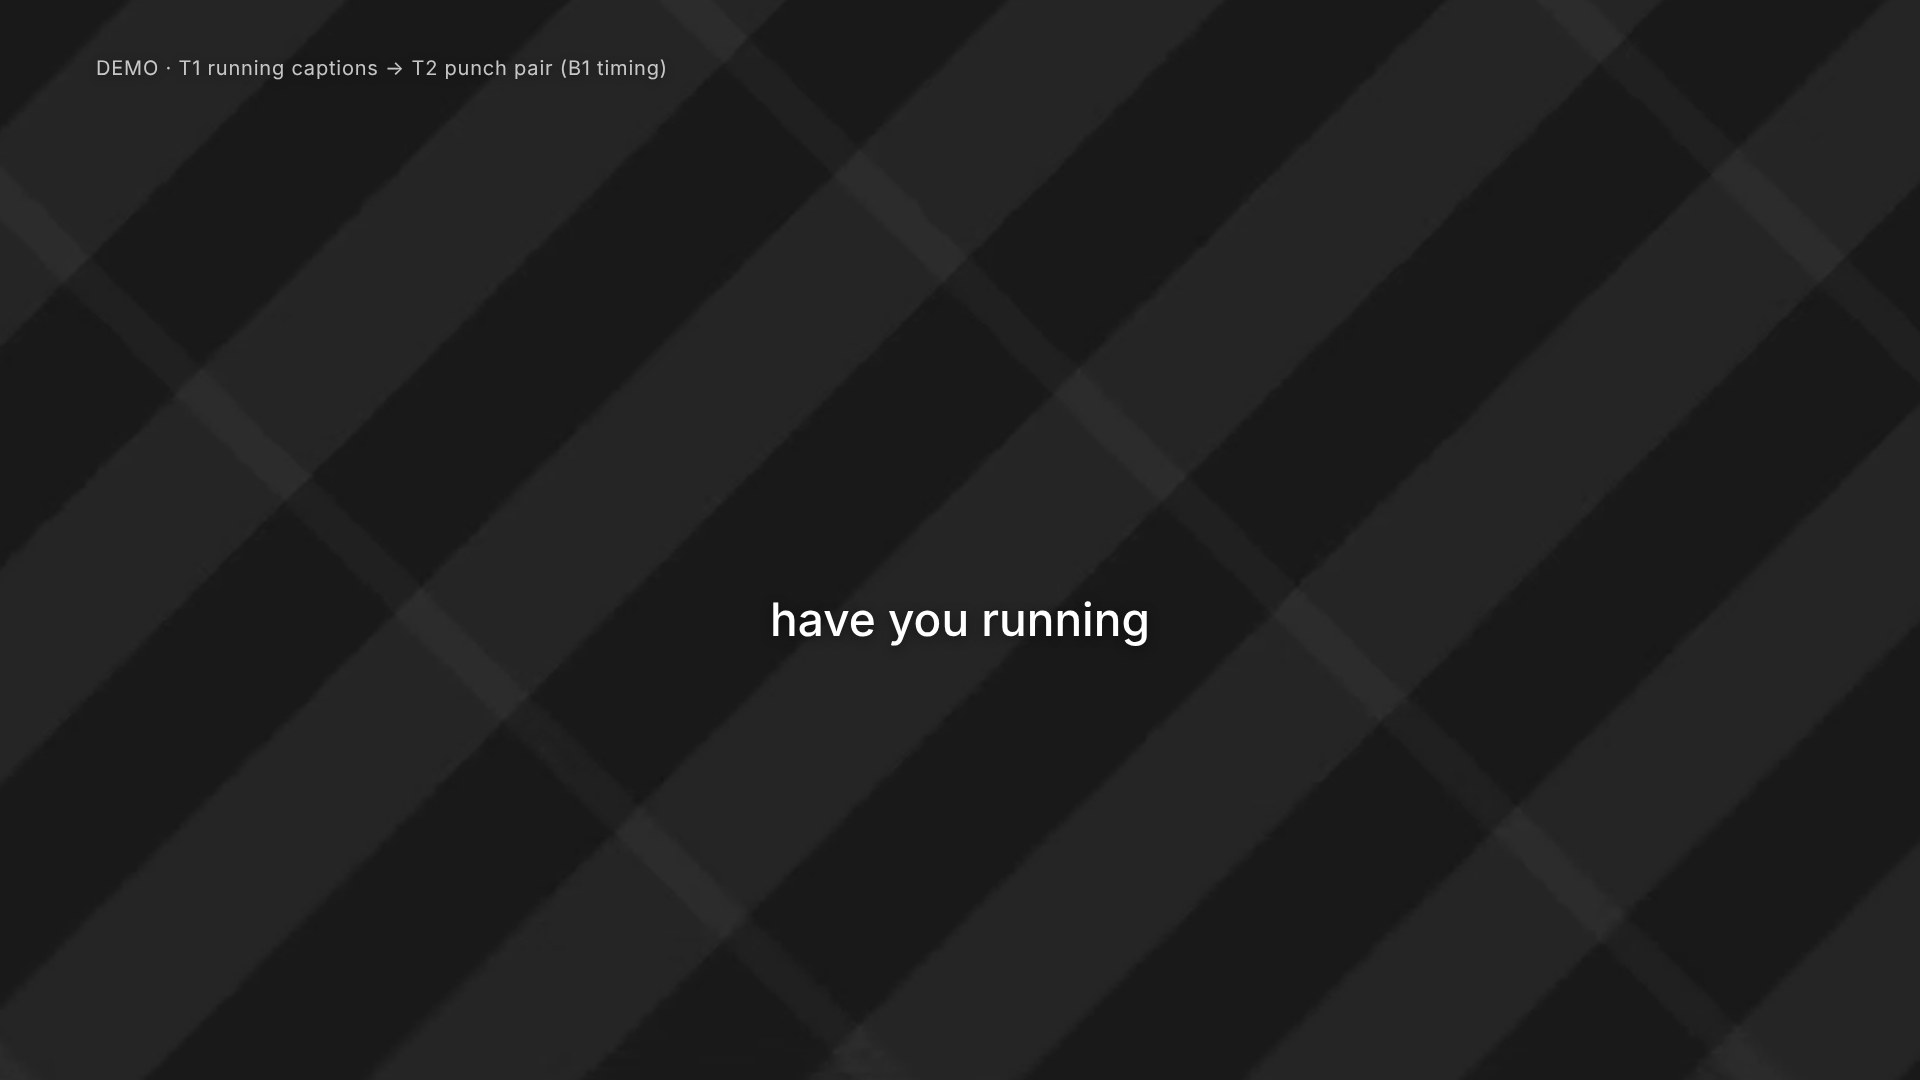 DEMO · T1 running captions → T2 punch pair (B1 timing)
have you running